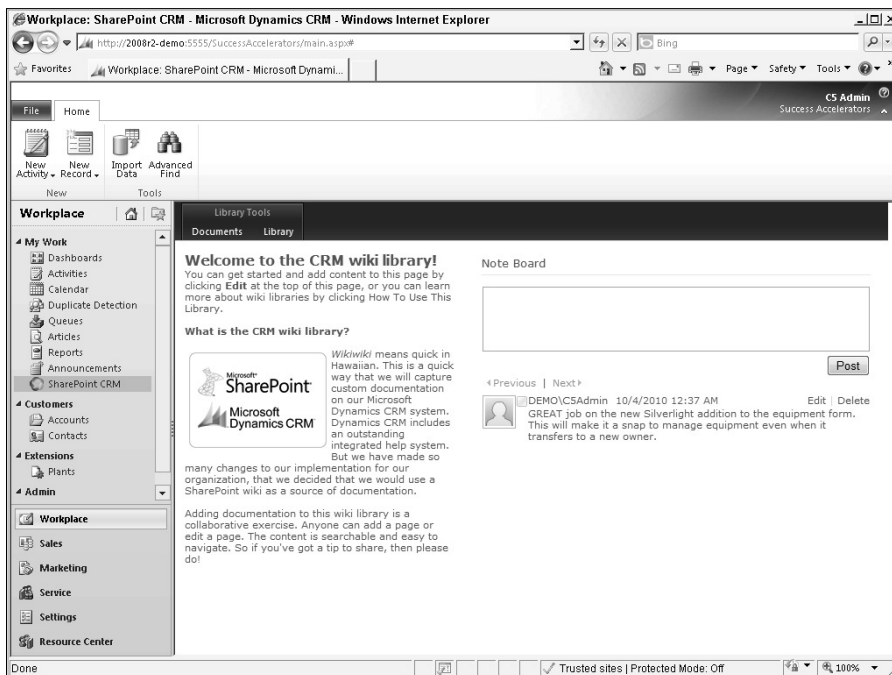 Workplace: SharePoint CRM - Microsoft Dynamics CRM - Windows Internet Explorer
http://2008r2-demo:5555/SuccessAccelerators/main.aspx#
Bing
Favorites
Workplace: SharePoint CRM - Microsoft Dynami...
Page
Safety
Tools
File
Home
C5 Admin
Success Accelerators
New Activity
New Record
Import Data
Advanced Find
New
Tools
Workplace
Library Tools
Documents
Library
My Work
Dashboards
Activities
Calendar
Duplicate Detection
Queues
Articles
Reports
Announcements
SharePoint CRM
Customers
Accounts
Contacts
Extensions
Plants
Admin
Workplace
Sales
Marketing
Service
Settings
Resource Center
Welcome to the CRM wiki library!
You can get started and add content to this page by
clicking Edit at the top of this page, or you can learn
more about wiki libraries by clicking How To Use This
Library.
What is the CRM wiki library?
Microsoft®
SharePoint
Microsoft
Dynamics CRM
Wikiwiki means quick in
Hawaiian. This is a quick
way that we will capture
custom documentation
on our Microsoft
Dynamics CRM system.
Dynamics CRM includes
an outstanding
integrated help system.
But we have made so
many changes to our implementation for our
organization, that we decided that we would use a
SharePoint wiki as a source of documentation.
Adding documentation to this wiki library is a
collaborative exercise. Anyone can add a page or
edit a page. The content is searchable and easy to
navigate. So if you've got a tip to share, then please
do!
Note Board
Post
Previous | Next
DEMO\C5Admin 10/4/2010 12:37 AM
Edit | Delete
GREAT job on the new Silverlight addition to the equipment form.
This will make it a snap to manage equipment even when it
transfers to a new owner.
Done
Trusted sites | Protected Mode: Off
100%